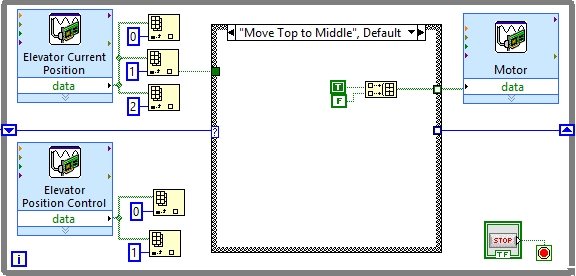 "Move Top to Middle", Default
Elevator Current
Position
data
0
1
2
T
F
Motor
data
?
Elevator
Position Control
data
0
1
STOP
TF
i